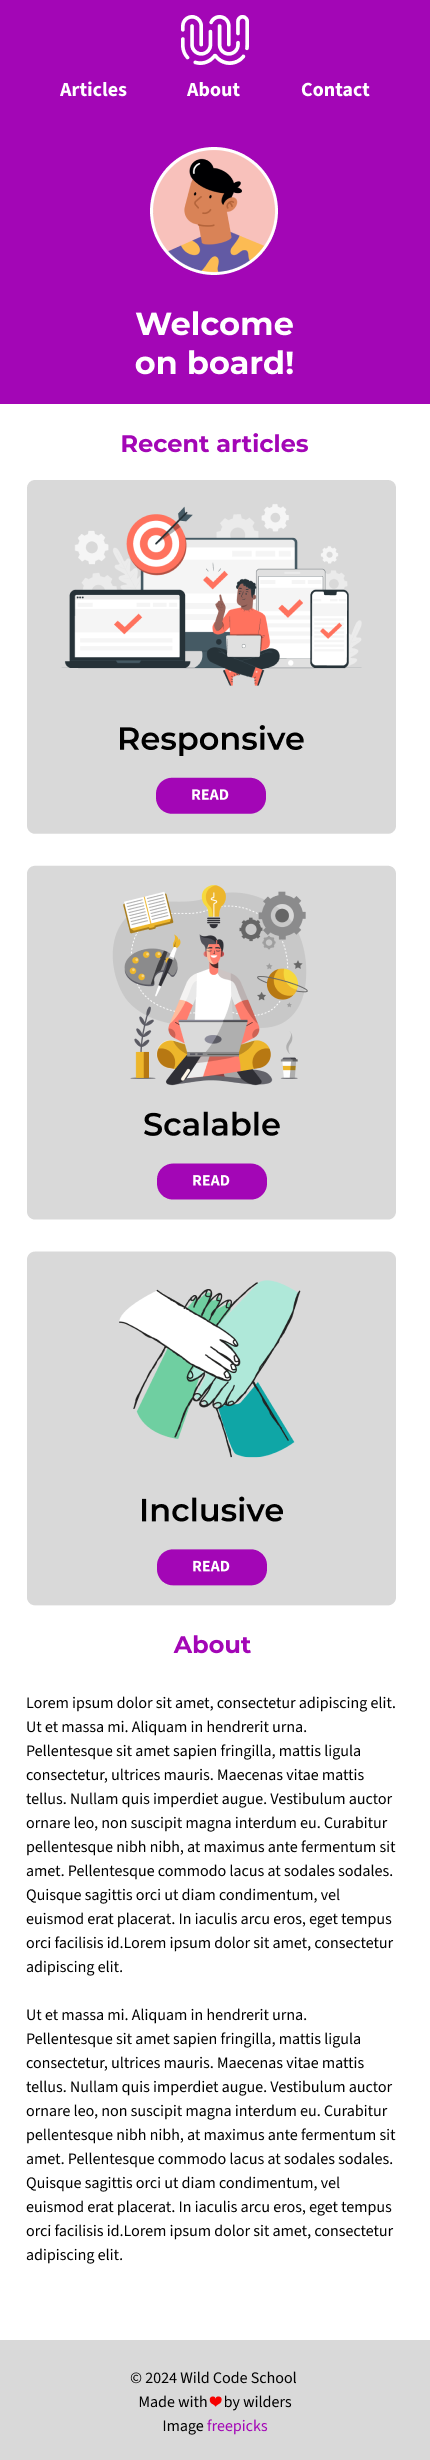 Articles About Contact
Welcome
on board!
Recent articles
Responsive
READ
Scalable
READ
Inclusive
READ
About
Lorem ipsum dolor sit amet, consectetur adipiscing elit.
Ut et massa mi. Aliquam in hendrerit urna.
Pellentesque sit amet sapien fringilla, mattis ligula
consectetur, ultrices mauris. Maecenas vitae mattis
tellus. Nullam quis imperdiet augue. Vestibulum auctor
ornare leo, non suscipit magna interdum eu. Curabitur
pellentesque nibh nibh, at maximus ante fermentum sit
amet. Pellentesque commodo lacus at sodales sodales.
Quisque sagittis orci ut diam condimentum, vel
euismod erat placerat. In iaculis arcu eros, eget tempus
orci facilisis id.Lorem ipsum dolor sit amet, consectetur
adipiscing elit.
Ut et massa mi. Aliquam in hendrerit urna.
Pellentesque sit amet sapien fringilla, mattis ligula
consectetur, ultrices mauris. Maecenas vitae mattis
tellus. Nullam quis imperdiet augue. Vestibulum auctor
ornare leo, non suscipit magna interdum eu. Curabitur
pellentesque nibh nibh, at maximus ante fermentum sit
amet. Pellentesque commodo lacus at sodales sodales.
Quisque sagittis orci ut diam condimentum, vel
euismod erat placerat. In iaculis arcu eros, eget tempus
orci facilisis id.Lorem ipsum dolor sit amet, consectetur
adipiscing elit.
© 2024 Wild Code School
Made with ❤ by wilders
Image freepicks